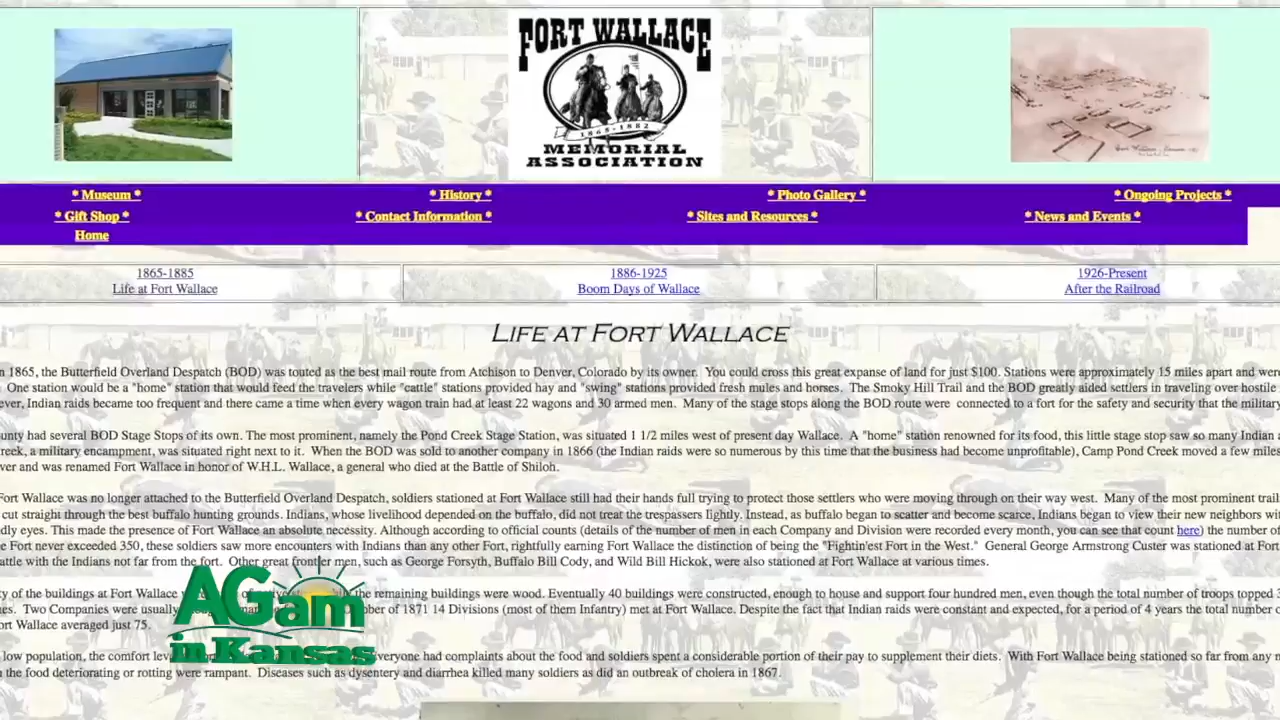 FORT WALLACE
1865-1882
MEMORIAL
ASSOCIATION
* Museum *
* History *
* Photo Gallery *
* Ongoing Projects *
* Gift Shop *
* Contact Information *
* Sites and Resources *
* News and Events *
Home
1865-1885
Life at Fort Wallace
1886-1925
Boom Days of Wallace
1926-Present
After the Railroad
LIFE AT FORT WALLACE
n 1865, the Butterfield Overland Despatch (BOD) was touted as the best mail route from Atchison to Denver, Colorado by its owner. You could cross this great expanse of land for just $100. Stations were approximately 15 miles apart and were
One station would be a "home" station that would feed the travelers while "cattle" stations provided hay and "swing" stations provided fresh mules and horses. The Smoky Hill Trail and the BOD greatly aided settlers in traveling over hostile
ever, Indian raids became too frequent and there came a time when every wagon train had at least 22 wagons and 30 armed men. Many of the stage stops along the BOD route were connected to a fort for the safety and security that the military
unty had several BOD Stage Stops of its own. The most prominent, namely the Pond Creek Stage Station, was situated 1 1/2 miles west of present day Wallace. A "home" station renowned for its food, this little stage stop saw so many Indian
reek, a military encampment, was situated right next to it. When the BOD was sold to another company in 1866 (the Indian raids were so numerous by this time that the business had become unprofitable), Camp Pond Creek moved a few miles
ver and was renamed Fort Wallace in honor of W.H.L. Wallace, a general who died at the Battle of Shiloh.
Fort Wallace was no longer attached to the Butterfield Overland Despatch, soldiers stationed at Fort Wallace still had their hands full trying to protect those settlers who were moving through on their way west. Many of the most prominent trail
cut straight through the best buffalo hunting grounds. Indians, whose livelihood depended on the buffalo, did not treat the trespassers lightly. Instead, as buffalo began to scatter and become scarce, Indians began to view their new neighbors wit
dly eyes. This made the presence of Fort Wallace an absolute necessity. Although according to official counts (details of the number of men in each Company and Division were recorded every month, you can see that count here) the number of
e Fort never exceeded 350, these soldiers saw more encounters with Indians than any other Fort, rightfully earning Fort Wallace the distinction of being the "Fightin'est Fort in the West." General George Armstrong Custer was stationed at Fort
attle with the Indians not far from the fort. Other great frontier men, such as George Forsyth, Buffalo Bill Cody, and Wild Bill Hickok, were also stationed at Fort Wallace at various times.
ty of the buildings at Fort Wallace the remaining buildings were wood. Eventually 40 buildings were constructed, enough to house and support four hundred men, even though the total number of troops topped 3
es. Two Companies were usually ber of 1871 14 Divisions (most of them Infantry) met at Fort Wallace. Despite the fact that Indian raids were constant and expected, for a period of 4 years the total number
ort Wallace averaged just 75.
low population, the comfort everyone had complaints about the food and soldiers spent a considerable portion of their pay to supplement their diets. With Fort Wallace being stationed so far from any
the food deteriorating or rotting were rampant. Diseases such as dysentery and diarrhea killed many soldiers as did an outbreak of cholera in 1867.
AGam
in Kansas